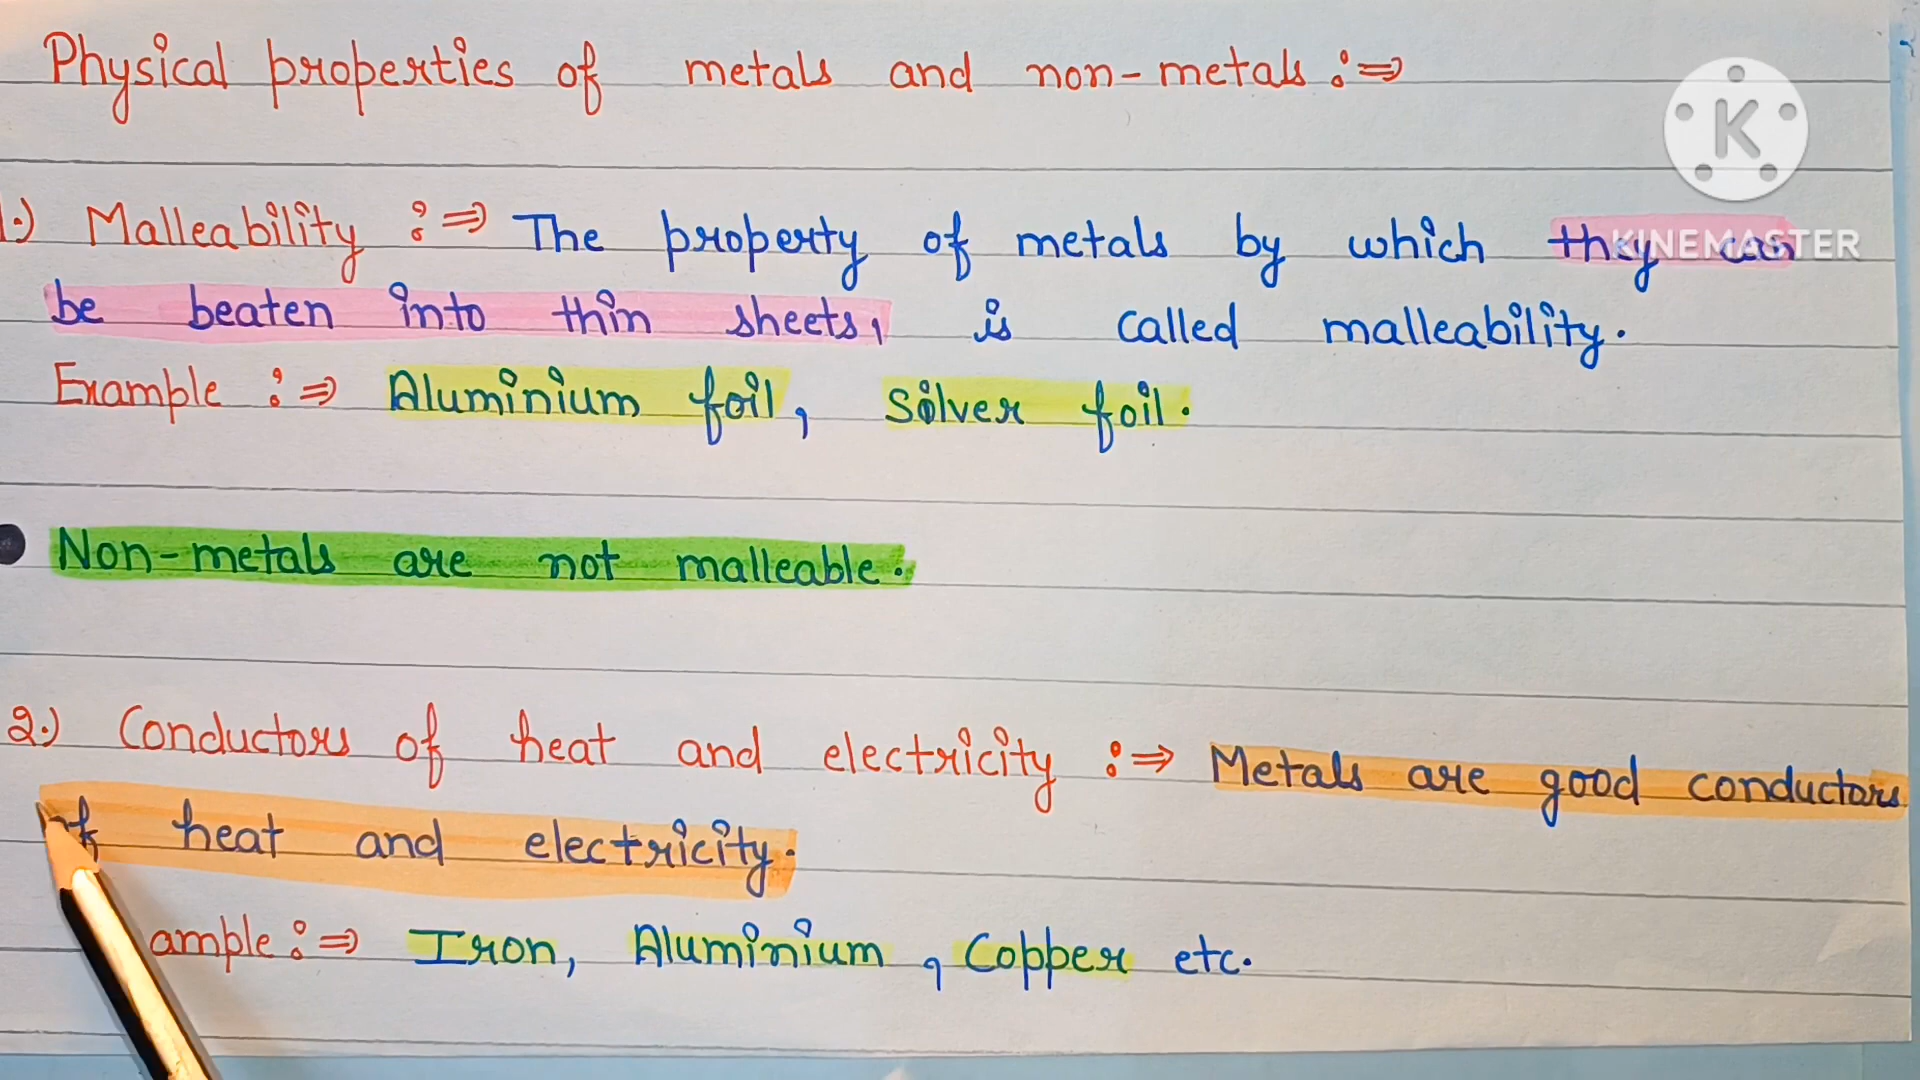 Physical properties of metals and non-metals :⇒
K
KINEMASTER
1.) Malleability :⇒ The property of metals by which they can
be beaten into thin sheets, is called malleability.
Example :⇒ Aluminium foil, Silver foil.
Non-metals are not malleable.
2.) Conductors of heat and electricity :⇒ Metals are good conductors
of heat and electricity.
ample :⇒ Iron, Aluminium, Copper etc.